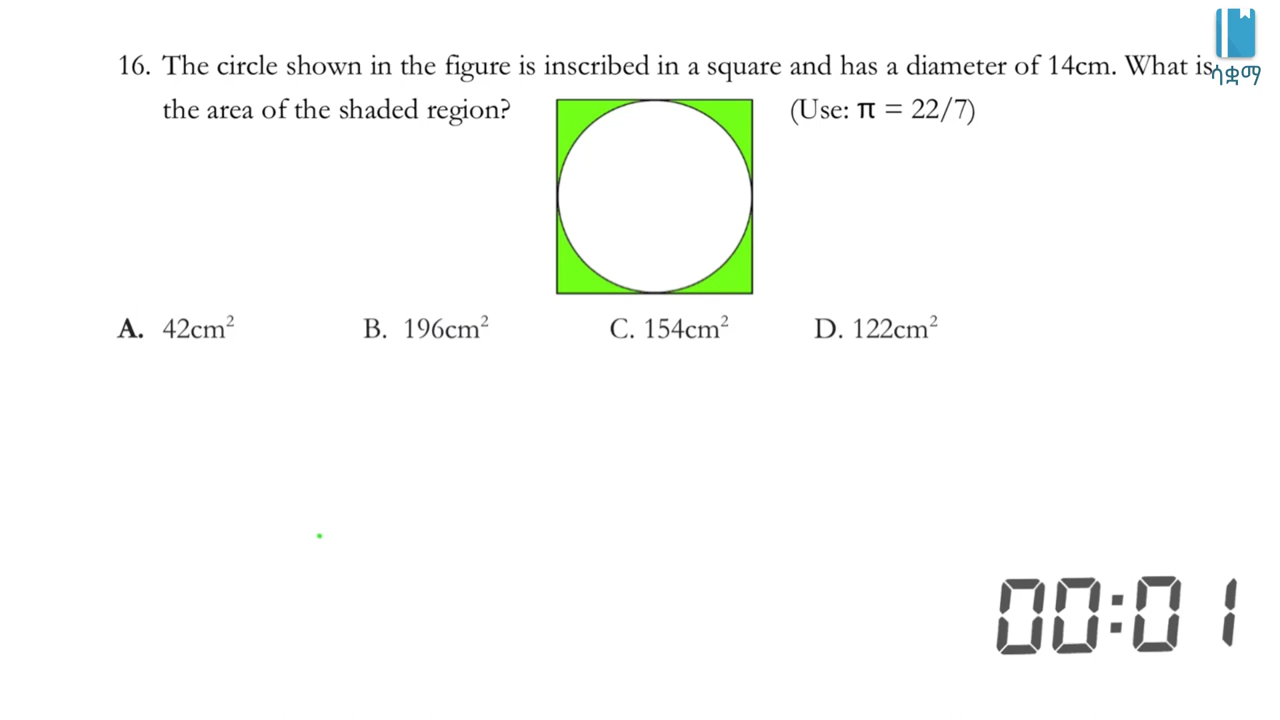 16. The circle shown in the figure is inscribed in a square and has a diameter of 14cm. What is
the area of the shaded region? (Use: π = 22/7)
A. 42cm² B. 196cm² C. 154cm² D. 122cm²
ሳቋማ
00:01